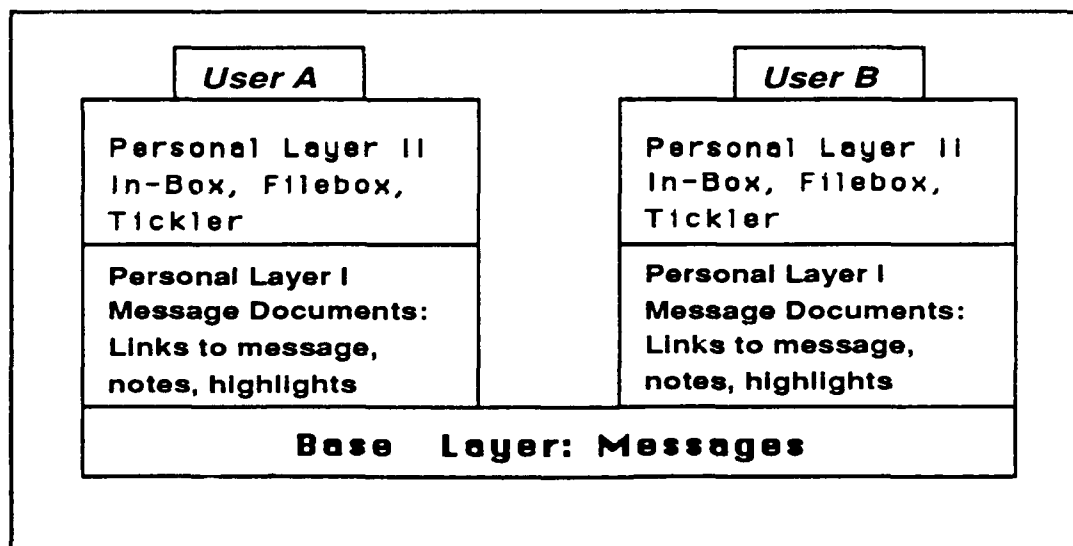 User A
Personal Layer II
In-Box, Filebox,
Tickler
Personal Layer I
Message Documents:
Links to message,
notes, highlights
User B
Personal Layer II
In-Box, Filebox,
Tickler
Personal Layer I
Message Documents:
Links to message,
notes, highlights
Base Layer: Messages